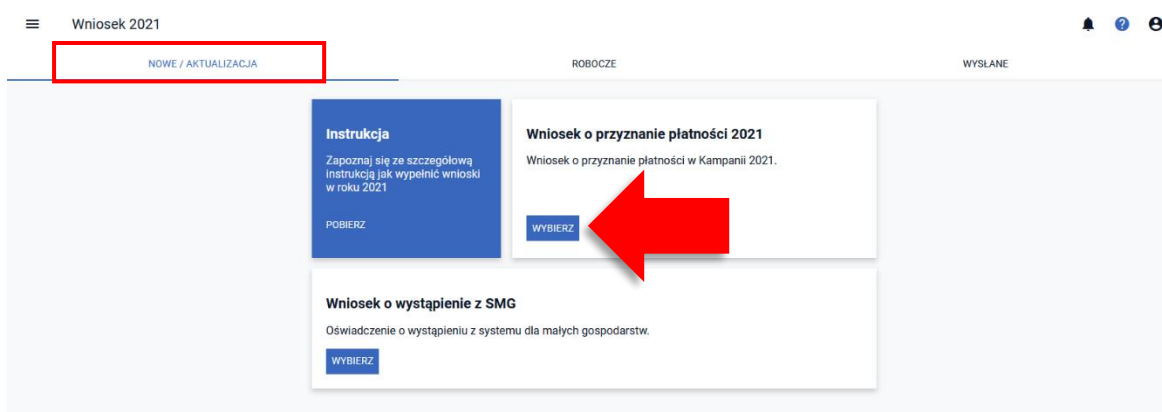 Wniosek 2021
NOWE / AKTUALIZACJA
ROBOCZE
WYSŁANE
Instrukcja
Zapoznaj się ze szczegółową
instrukcją jak wypełnić wnioski
w roku 2021
POBIERZ
Wniosek o przyznanie płatności 2021
Wniosek o przyznanie płatności w Kampanii 2021.
WYBIERZ
Wniosek o wystąpienie z SMG
Oświadczenie o wystąpieniu z systemu dla małych gospodarstw.
WYBIERZ